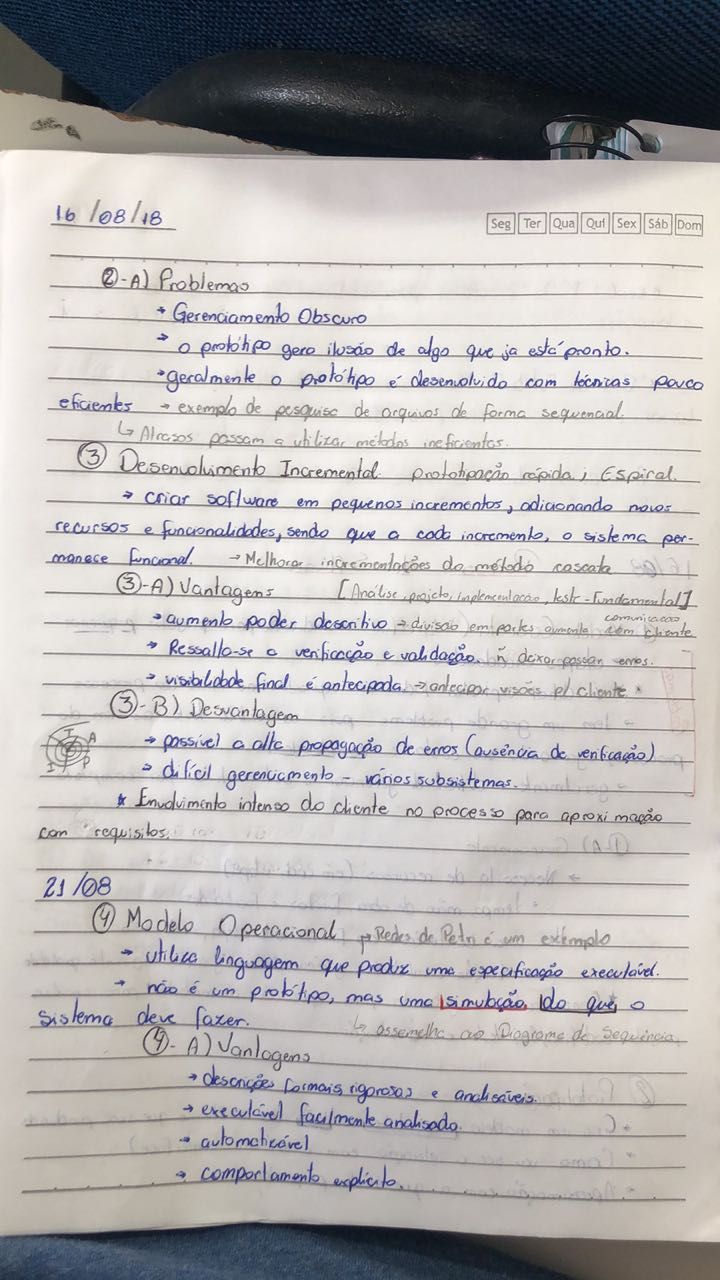 16/08/18
Seg Ter Qua Qui Sex Sáb Dom
②-A) Problemas
→ Gerenciamento Obscuro
→ o protótipo gera ilusão de algo que ja está pronto.
→ geralmente o protótipo é desenvolvido com técnicas pouco
eficientes → exemplo de pesquisa de arquivos de forma sequencial.
↳ Atrasos passam a utilizar métodos ineficientes.
③ Desenvolvimento Incremental prototipação rápida; Espiral.
→ criar software em pequenos incrementos, adicionando novos
recursos e funcionalidades, sendo que a cada incremento, o sistema per-
manece funcional. → Melhorar incrementações do método cascata
③-A) Vantagens [Análise, projeto, implementação, teste - Fundamental]
→ aumento poder descritivo → divisão em partes aumenta comunicacao com cliente
→ Ressalta-se a verificação e validação. ñ deixar passar erros.
→ visibilidade final é antecipada. → antecipar visões p/ cliente *
③-B) Desvantagem
I A
I P
→ possível a alta propagação de erros (ausência de verificação)
→ difícil gerenciamento - vários subsistemas.
* Envolvimento intenso do cliente no processo para aproximação
com requisitos.
21/08
④ Modelo Operacional → Redes de Petri é um exemplo
→ utiliza linguagem que produz uma especificação executável.
→ não é um protótipo, mas uma simulação do que o
sistema deve fazer. ↳ assemelha ao Diagrama de Sequência.
④-A) Vantagens
→ descrições formais, rigorosas e analisáveis.
→ executável facilmente analisado.
→ automatizável
→ comportamento explícito.